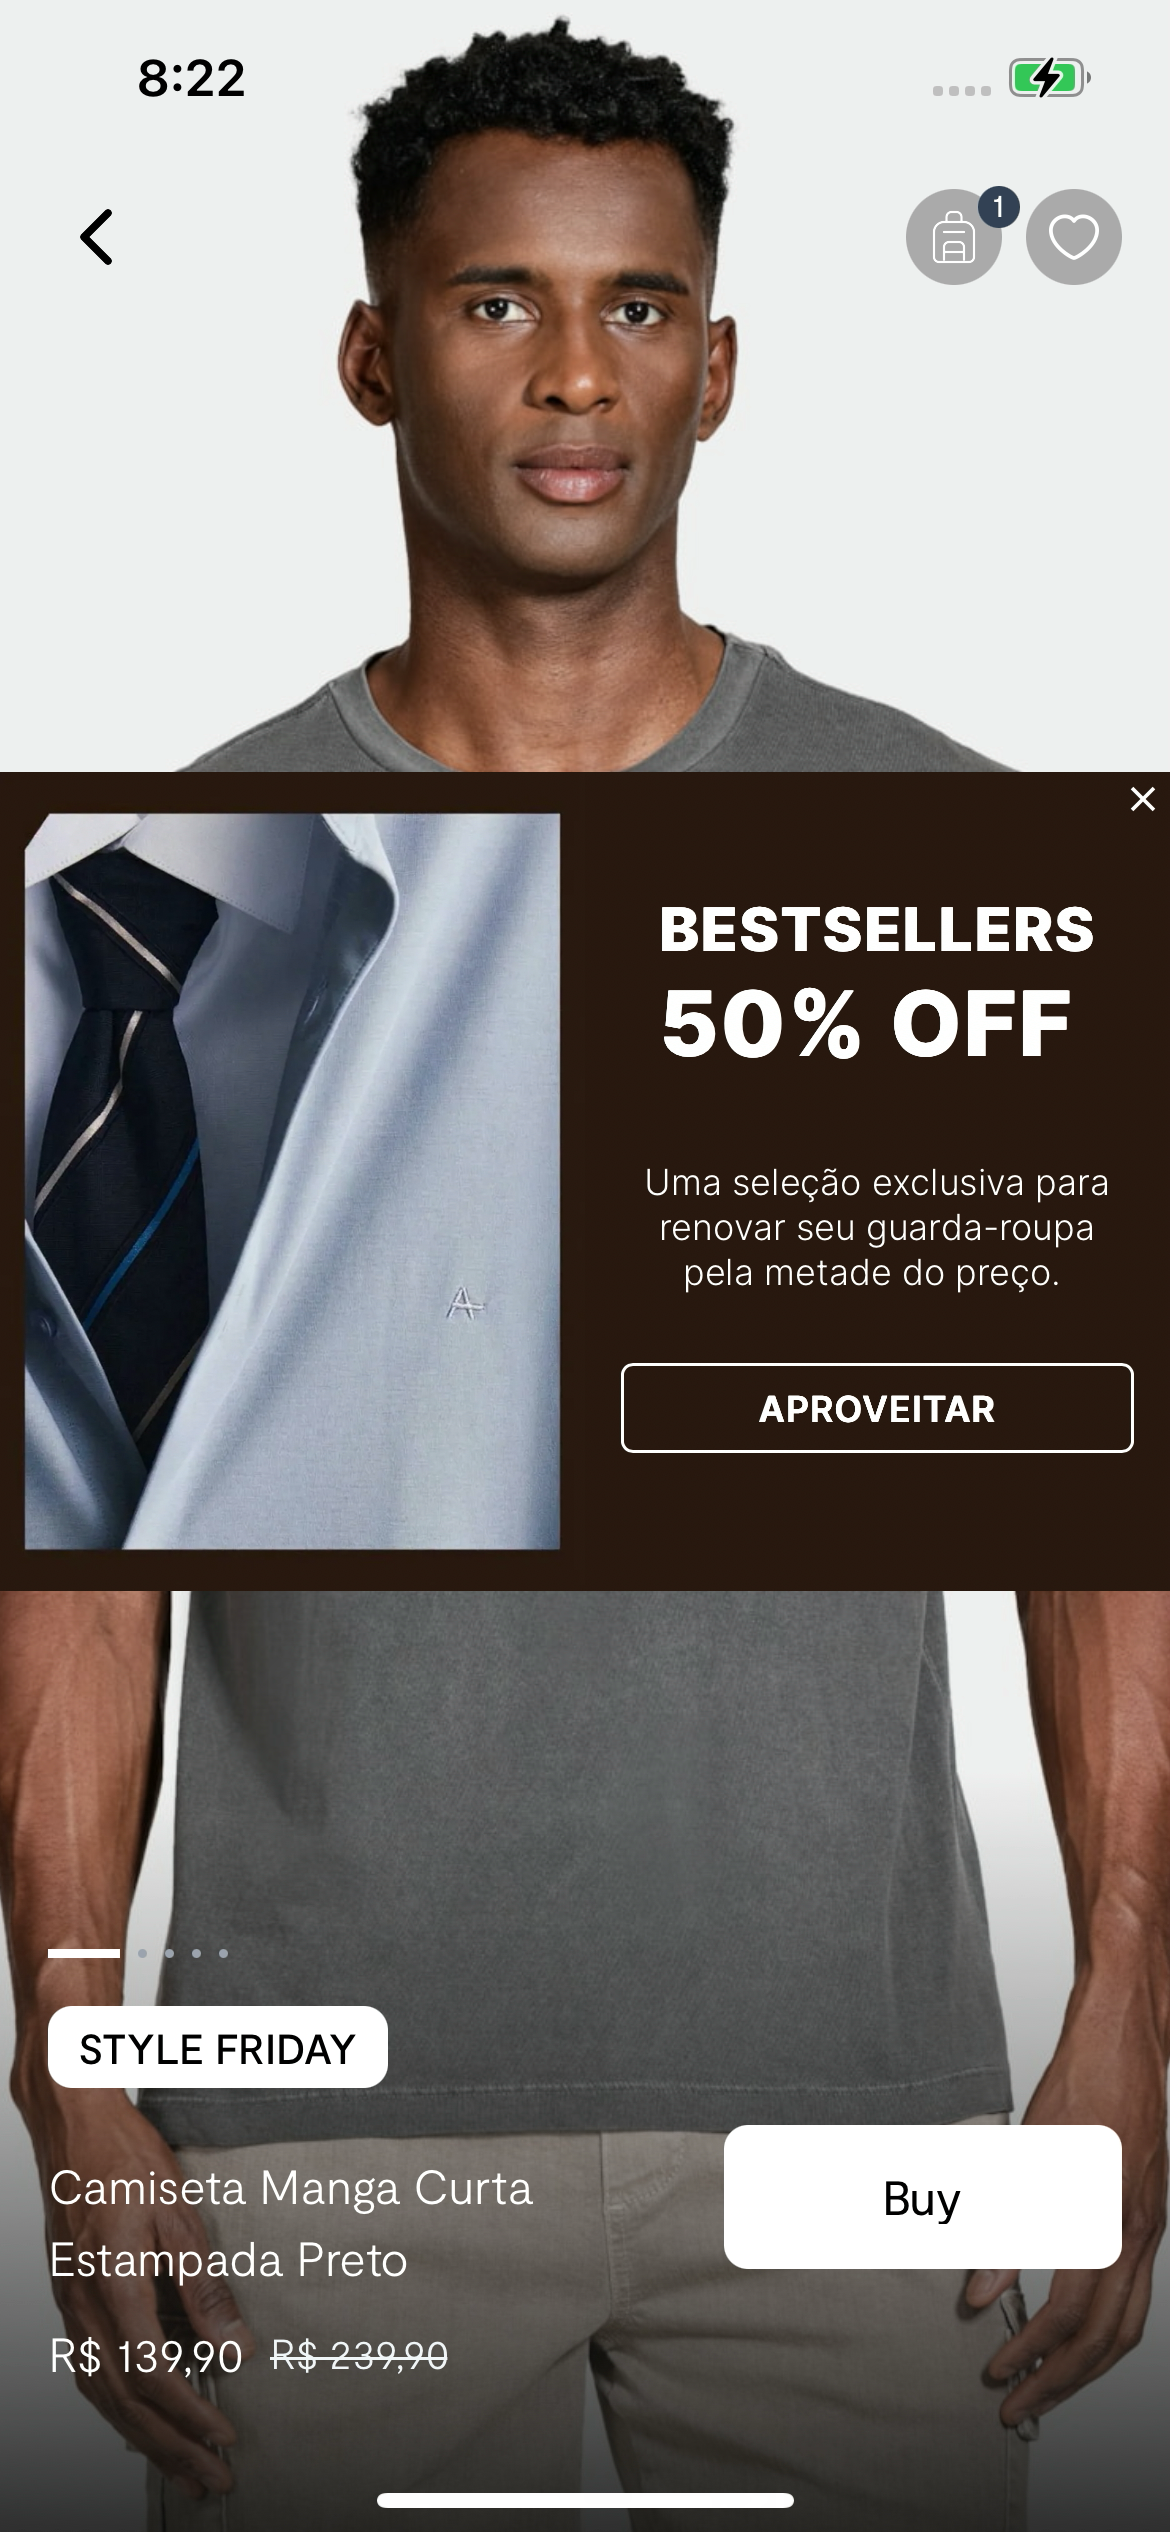 8:22
1
BESTSELLERS
50% OFF
Uma seleção exclusiva para
renovar seu guarda-roupa
pela metade do preço.
APROVEITAR
STYLE FRIDAY
Camiseta Manga Curta
Estampada Preto
Buy
R$ 139,90 R$ 239,90